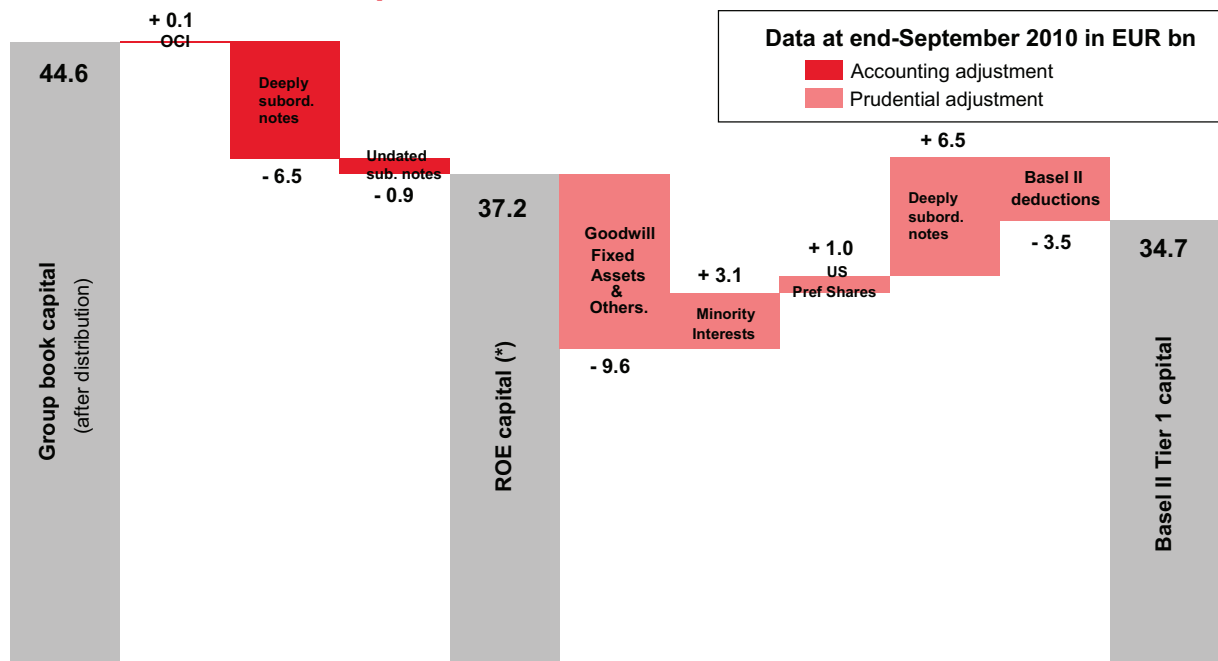 + 0.1
OCI
44.6
Group book capital
(after distribution)
Deeply
subord.
notes
- 6.5
Undated
sub. notes
- 0.9
37.2
ROE capital (*)
Goodwill
Fixed
Assets
&
Others.
- 9.6
+ 3.1
Minority
Interests
+ 1.0
US
Pref Shares
+ 6.5
Deeply
subord.
notes
Basel II
deductions
- 3.5
34.7
Basel II Tier 1 capital
Data at end-September 2010 in EUR bn
Accounting adjustment
Prudential adjustment